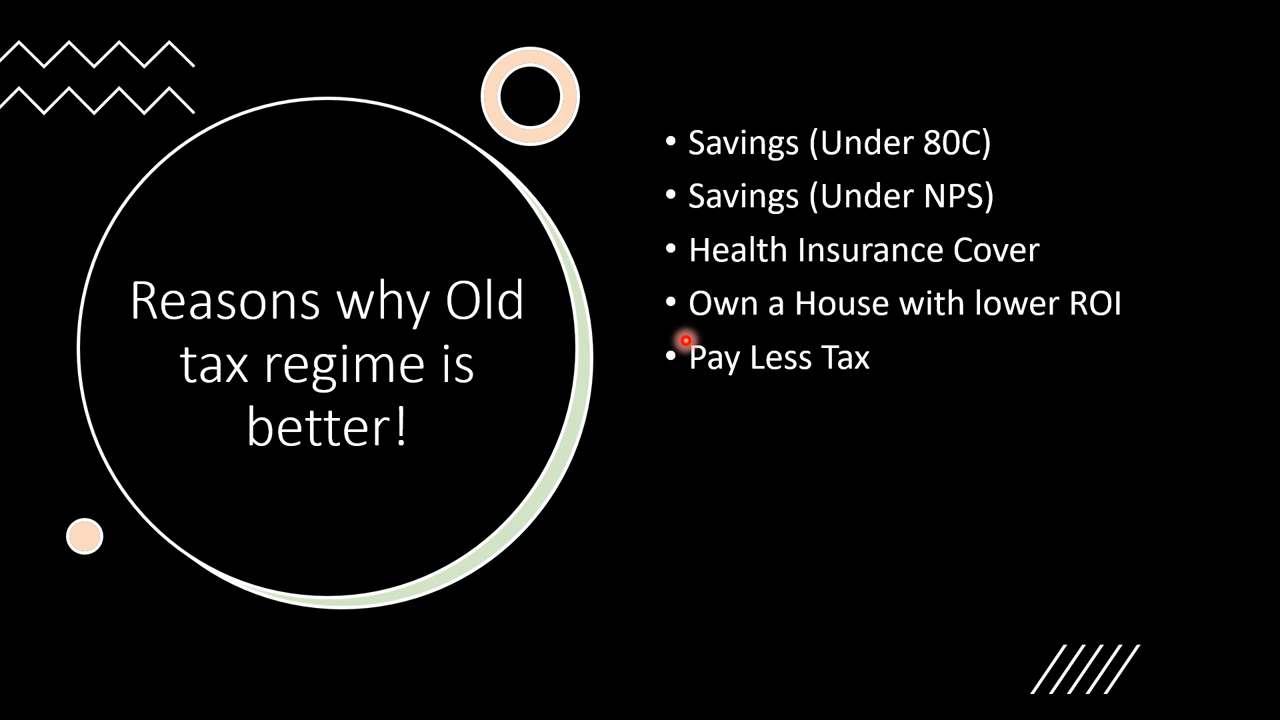 Reasons why Old
tax regime is
better!
• Savings (Under 80C)
• Savings (Under NPS)
• Health Insurance Cover
• Own a House with lower ROI
• Pay Less Tax